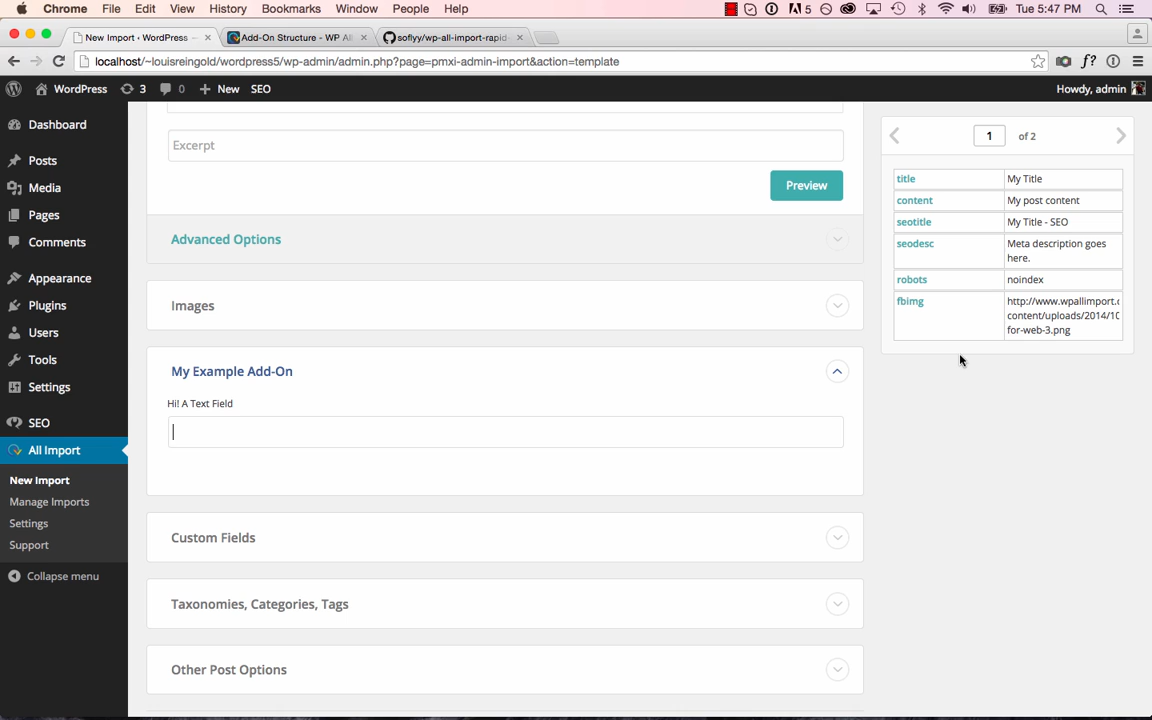 Chrome File Edit View History Bookmarks Window People Help 5 Tue 5:47 PM
New Import ‹ WordPress Add-On Structure - WP All soflyy/wp-all-import-rapid-
localhost/~louisreingold/wordpress5/wp-admin/admin.php?page=pmxi-admin-import&action=template f?
WordPress 3 0 New SEO Howdy, admin
Dashboard
Posts
Media
Pages
Comments
Appearance
Plugins
Users
Tools
Settings
SEO
All Import
New Import
Manage Imports
Settings
Support
Collapse menu
Excerpt
Preview
Advanced Options
Images
My Example Add-On
Hi! A Text Field
Custom Fields
Taxonomies, Categories, Tags
Other Post Options
1 of 2
title My Title
content My post content
seotitle My Title - SEO
seodesc Meta description goes
here.
robots noindex
fbimg http://www.wpallimport.c
content/uploads/2014/10
for-web-3.png